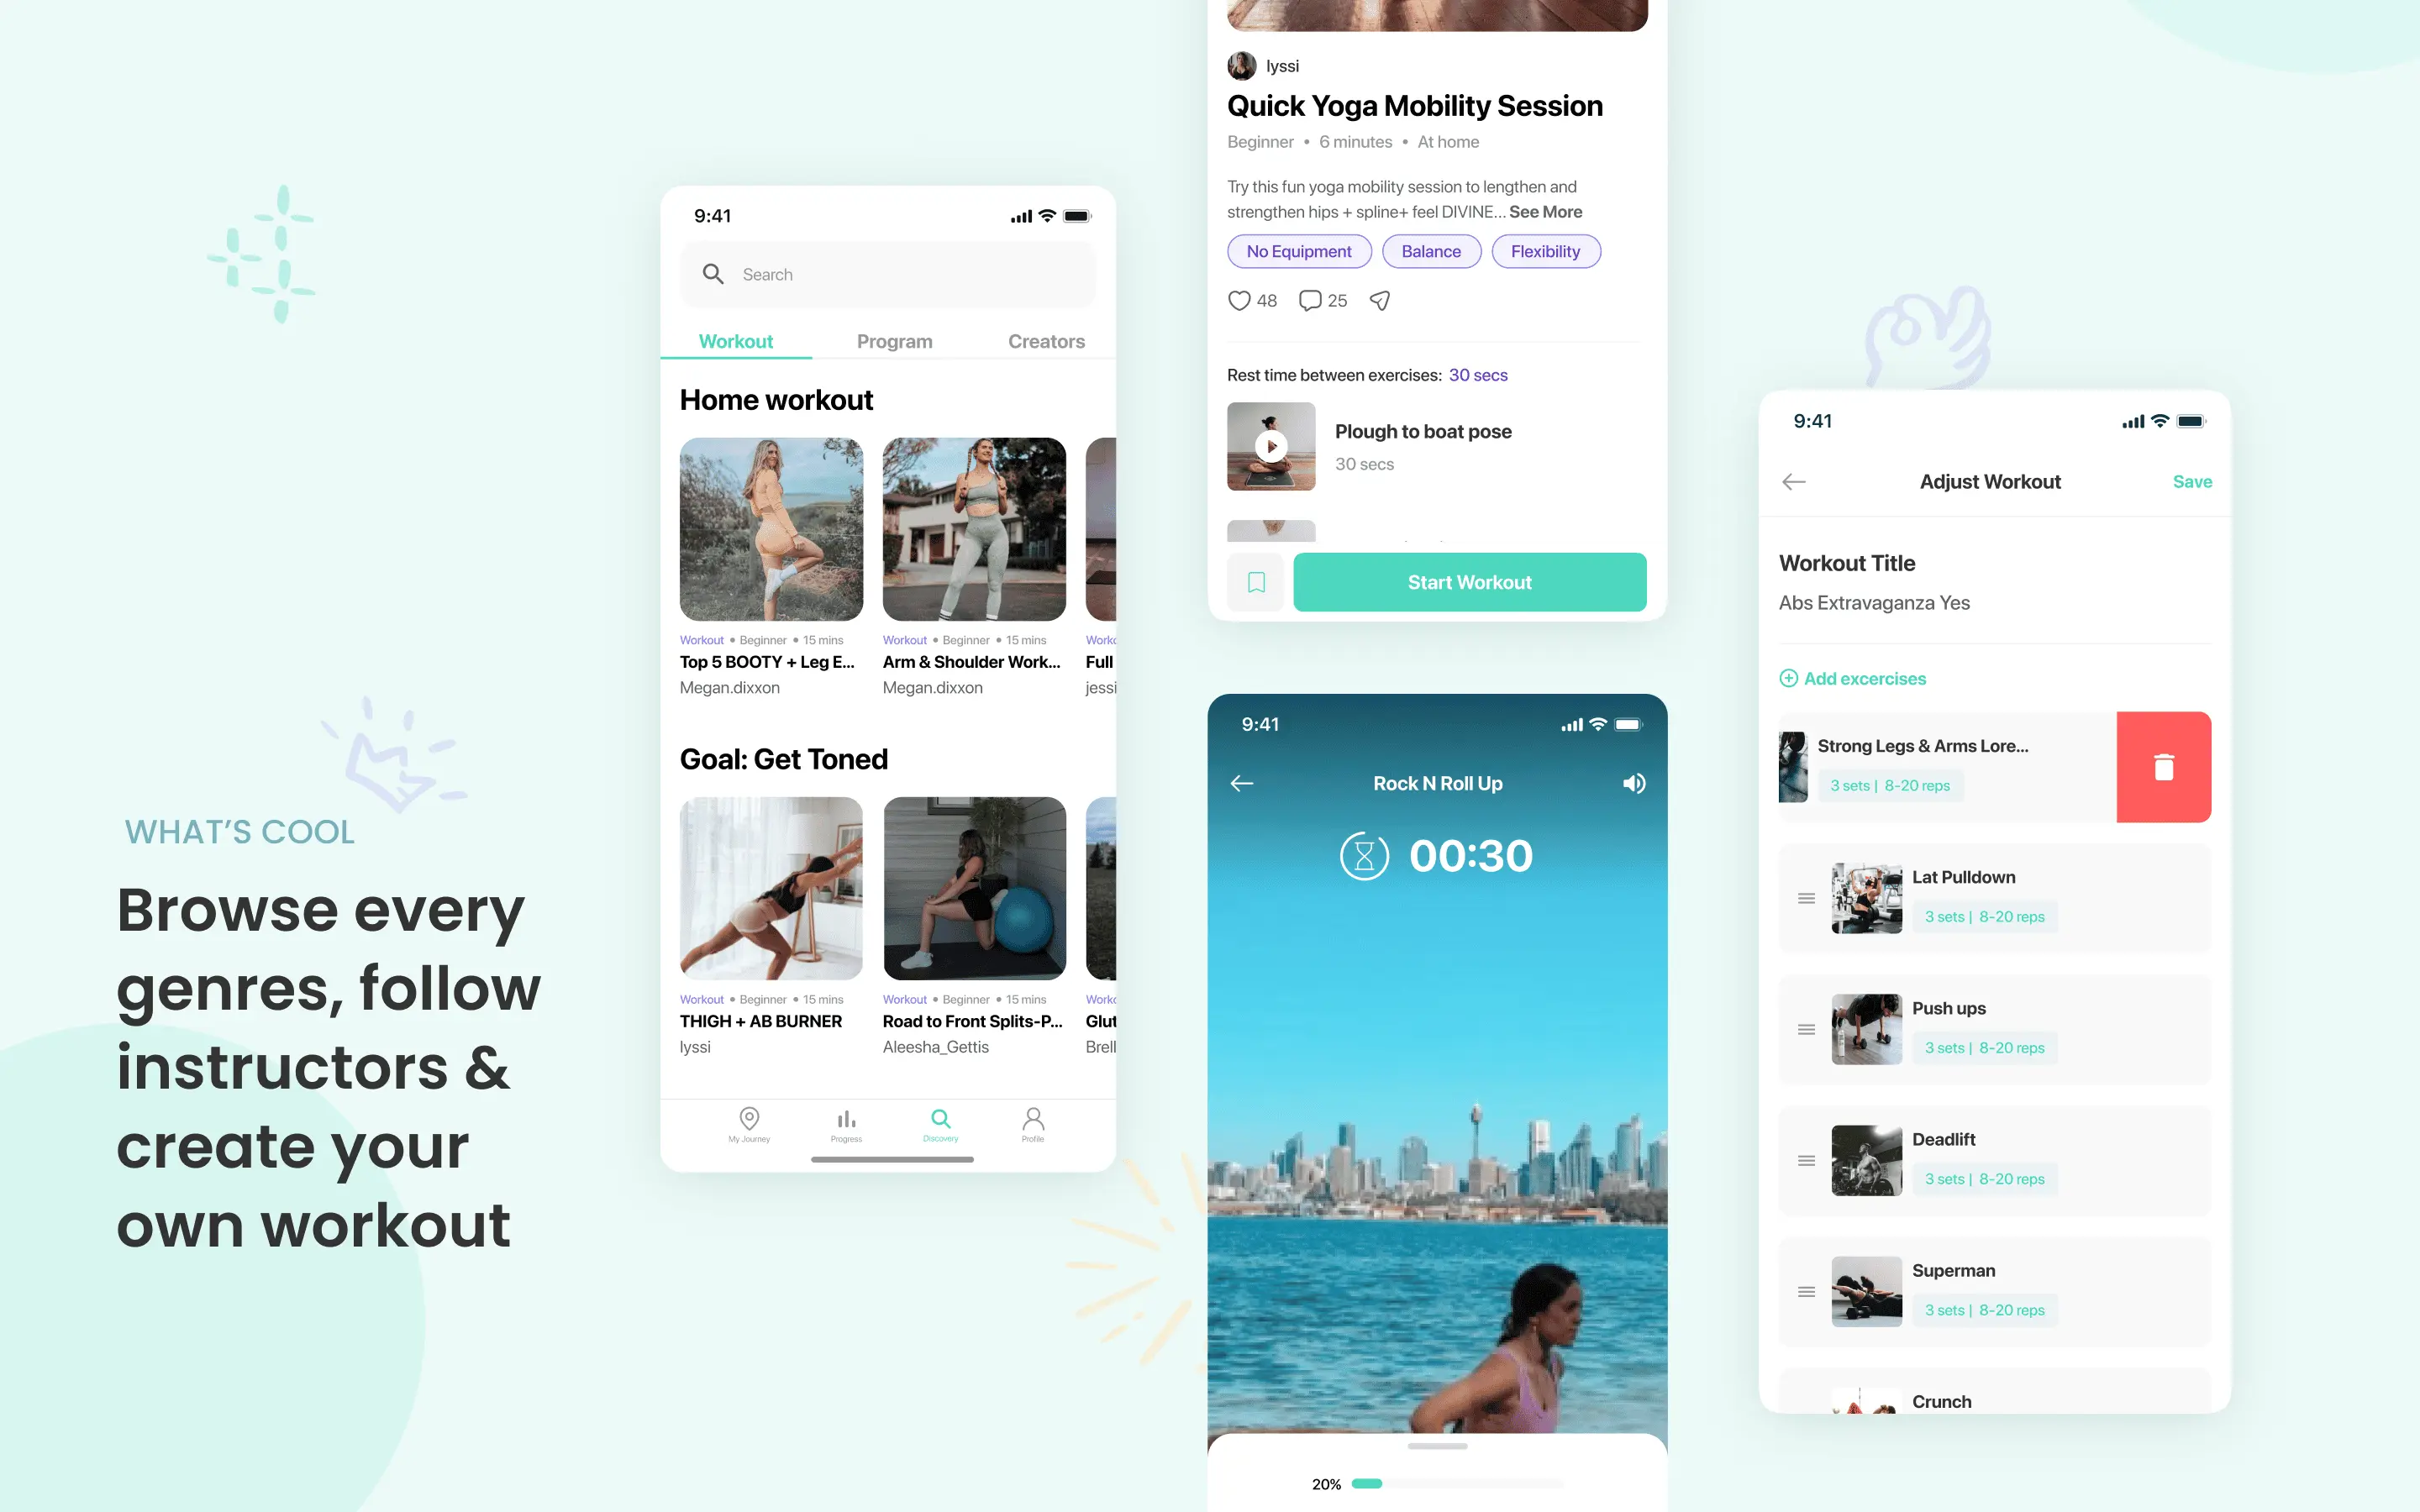 WHAT'S COOL
Browse every
genres, follow
instructors &
create your
own workout
9:41
Search
Workout Program Creators
Home workout
Workout • Beginner • 15 mins
Top 5 BOOTY + Leg E...
Megan.dixxon
Workout • Beginner • 15 mins
Arm & Shoulder Work...
Megan.dixxon
Full
Goal: Get Toned
Workout • Beginner • 15 mins
THIGH + AB BURNER
lyssi
Workout • Beginner • 15 mins
Road to Front Splits-P...
Aleesha_Gettis
My Journey Progress Discovery Profile
lyssi
Quick Yoga Mobility Session
Beginner • 6 minutes • At home
Try this fun yoga mobility session to lengthen and
strengthen hips + spline+ feel DIVINE... See More
No Equipment Balance Flexibility
48 25
Rest time between exercises: 30 secs
Plough to boat pose
30 secs
Start Workout
9:41
Rock N Roll Up
00:30
20%
9:41
Adjust Workout Save
Workout Title
Abs Extravaganza Yes
Add excercises
Strong Legs & Arms Lore...
3 sets | 8-20 reps
Lat Pulldown
3 sets | 8-20 reps
Push ups
3 sets | 8-20 reps
Deadlift
3 sets | 8-20 reps
Superman
3 sets | 8-20 reps
Crunch